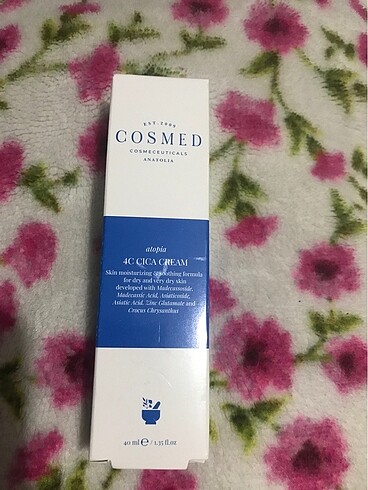 EST. 2009
COSMED
COSMECEUTICALS
ANATOLIA
atopia
4C CICA CREAM
Skin moisturizing & soothing formula
for dry and very dry skin
developed with Madecassoside,
Madecassic Acid, Asiaticoside,
Asiatic Acid, Zinc Glutamate and
Crocus Chrysanthus
40 ml ℮ / 1.35 fl.oz